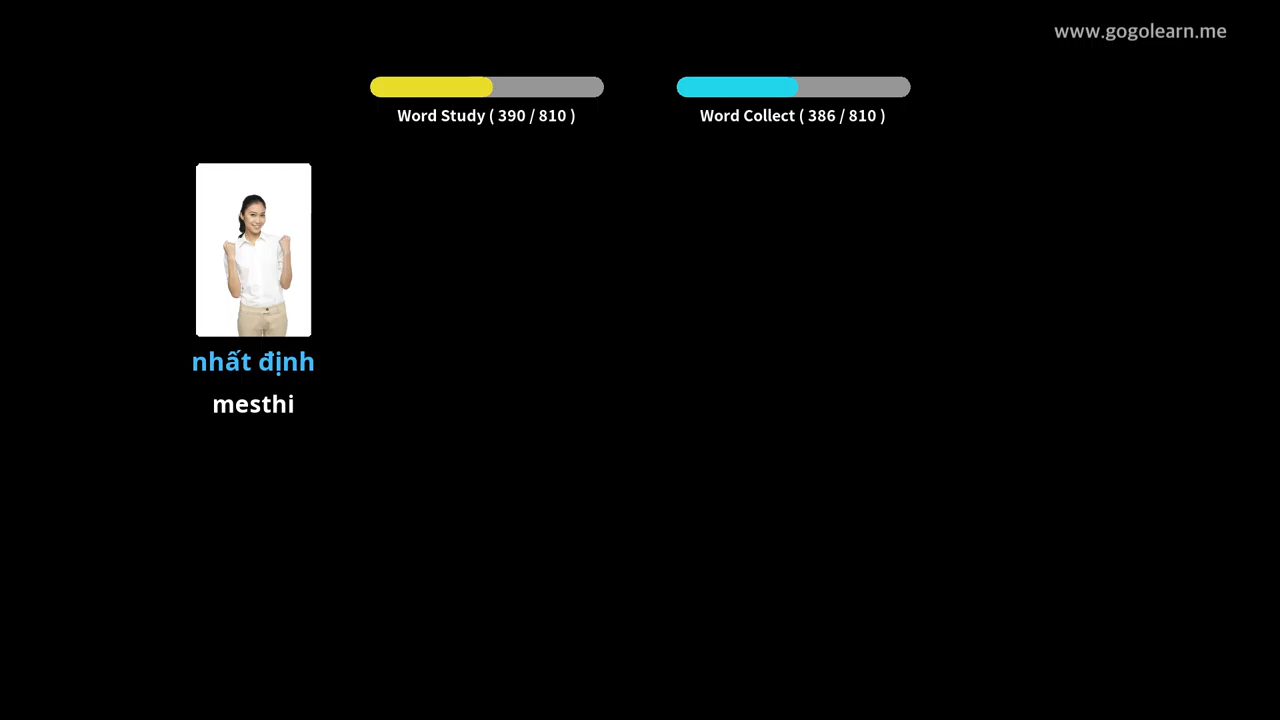 www.gogolearn.me
Word Study ( 390 / 810 )
Word Collect ( 386 / 810 )
nhất định
mesthi